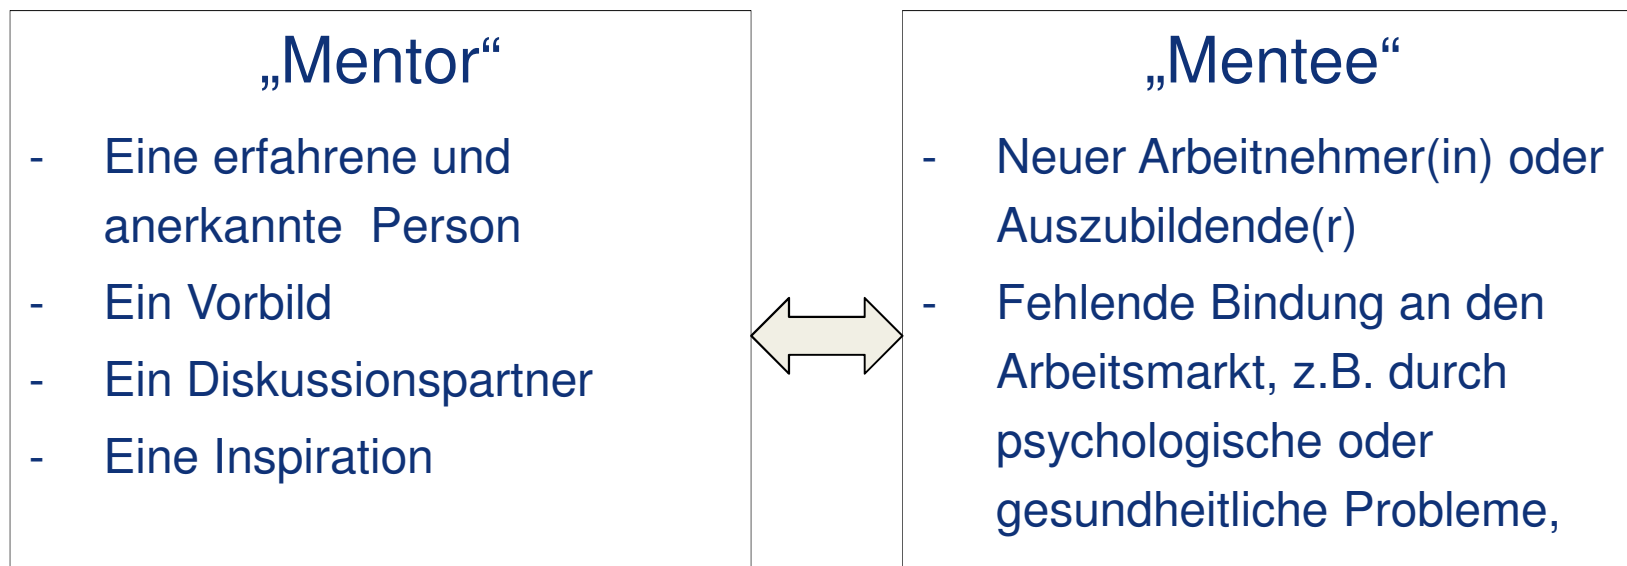 „Mentor“
- Eine erfahrene und
anerkannte Person
- Ein Vorbild
- Ein Diskussionspartner
- Eine Inspiration
„Mentee“
- Neuer Arbeitnehmer(in) oder
Auszubildende(r)
- Fehlende Bindung an den
Arbeitsmarkt, z.B. durch
psychologische oder
gesundheitliche Probleme,